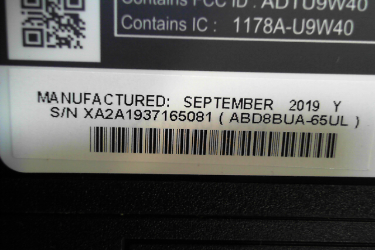 Contains FCC ID : ADTU9W40
Contains IC : 1178A-U9W40
MANUFACTURED: SEPTEMBER 2019 Y
S/N XA2A1937165081 ( ABD8BUA-65UL )